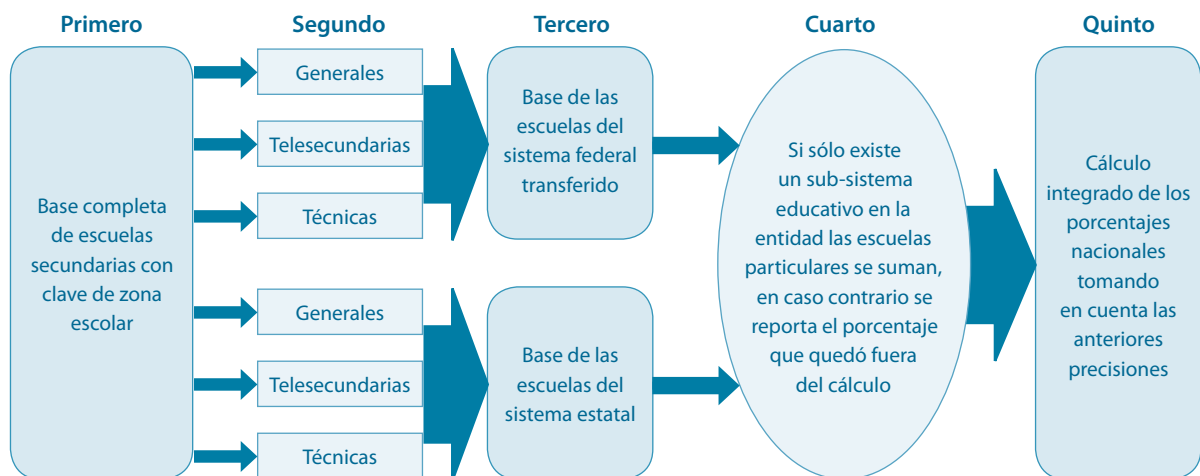 Primero
Segundo
Tercero
Cuarto
Quinto
Base completa
de escuelas
secundarias con
clave de zona
escolar
Generales
Telesecundarias
Técnicas
Generales
Telesecundarias
Técnicas
Base de las
escuelas del
sistema federal
transferido
Base de las
escuelas del
sistema estatal
Si sólo existe
un sub-sistema
educativo en la
entidad las escuelas
particulares se suman,
en caso contrario se
reporta el porcentaje
que quedó fuera
del cálculo
Cálculo
integrado de los
porcentajes
nacionales
tomando
en cuenta las
anteriores
precisiones